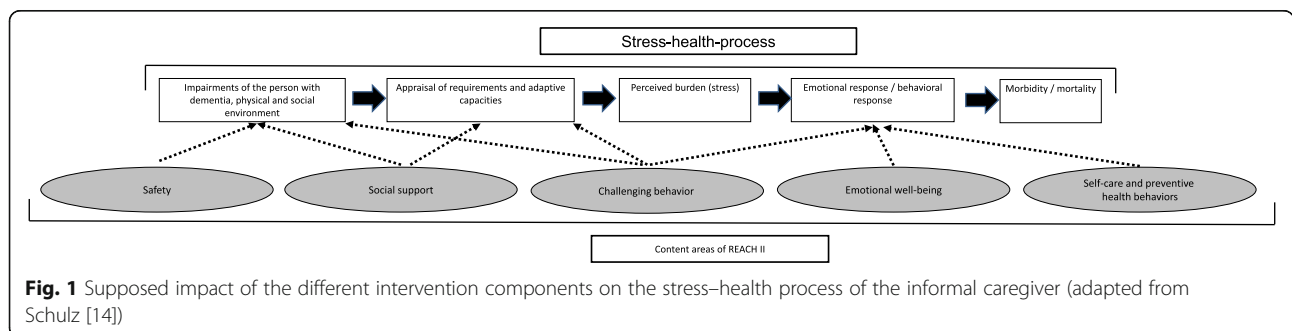 Stress-health-process
Impairments of the person with
dementia, physical and social
environment
Appraisal of requirements and adaptive
capacities
Perceived burden (stress)
Emotional response / behavioral
response
Morbidity / mortality
Safety
Social support
Challenging behavior
Emotional well-being
Self-care and preventive
health behaviors
Content areas of REACH II
Fig. 1 Supposed impact of the different intervention components on the stress–health process of the informal caregiver (adapted from
Schulz [14])